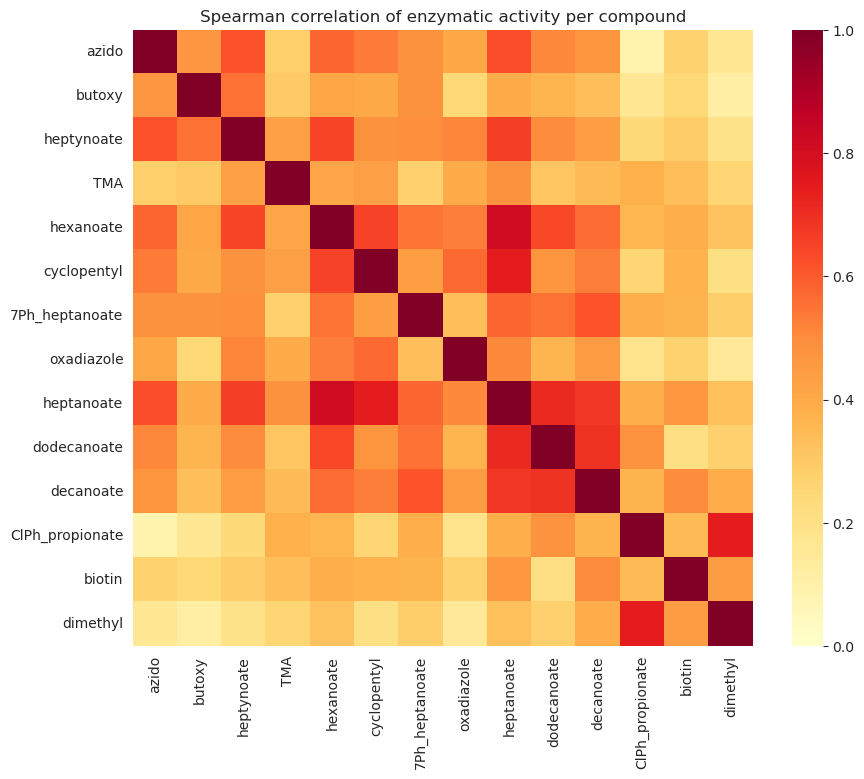 Spearman correlation of enzymatic activity per compound
azido
butoxy
heptynoate
TMA
hexanoate
cyclopentyl
7Ph_heptanoate
oxadiazole
heptanoate
dodecanoate
decanoate
ClPh_propionate
biotin
dimethyl
azido
butoxy
heptynoate
TMA
hexanoate
cyclopentyl
7Ph_heptanoate
oxadiazole
heptanoate
dodecanoate
decanoate
ClPh_propionate
biotin
dimethyl
1.0
0.8
0.6
0.4
0.2
0.0